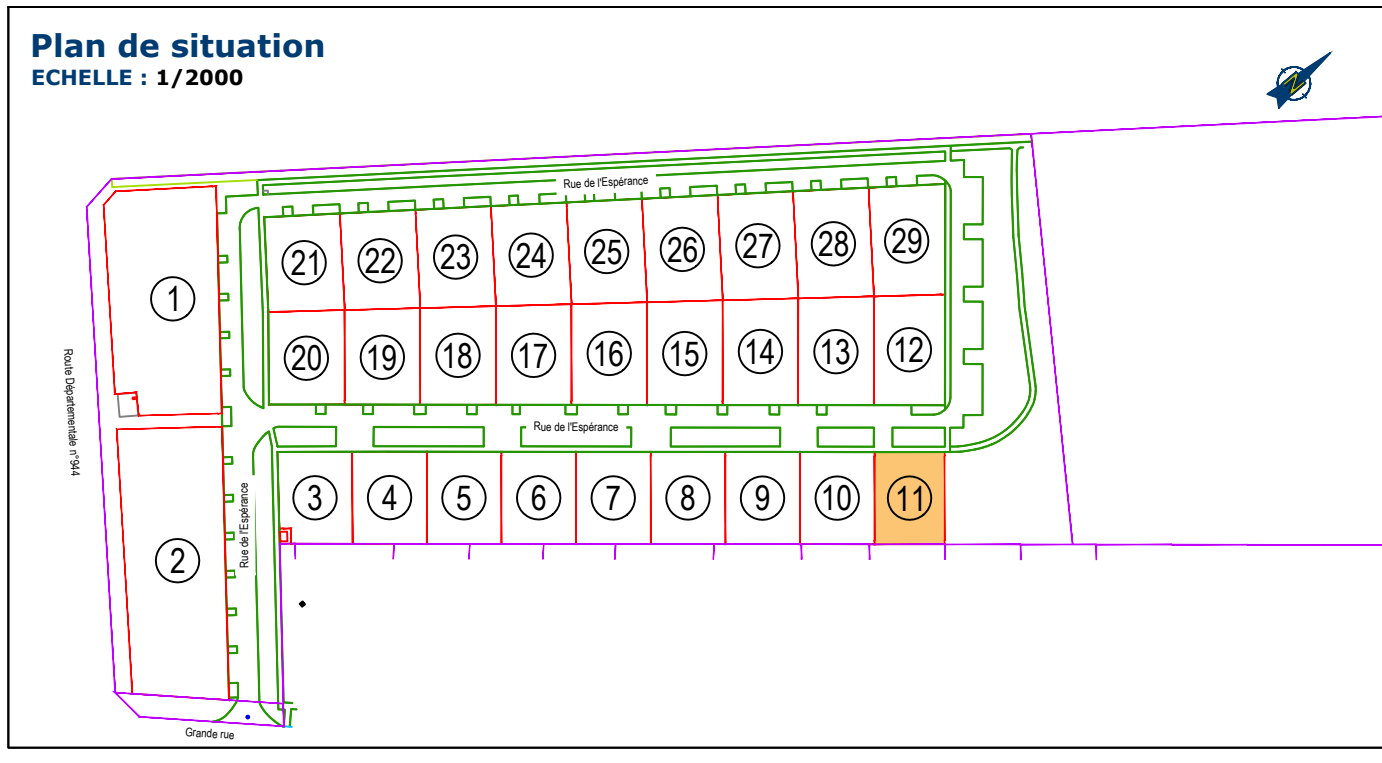 Plan de situation
ECHELLE : 1/2000
N
Rue de l'Espérance
21 22 23 24 25 26 27 28 29
1
20 19 18 17 16 15 14 13 12
Route Départementale n°944
Rue de l'Espérance
3 4 5 6 7 8 9 10 11
Rue de l'Espérance
2
Grande rue